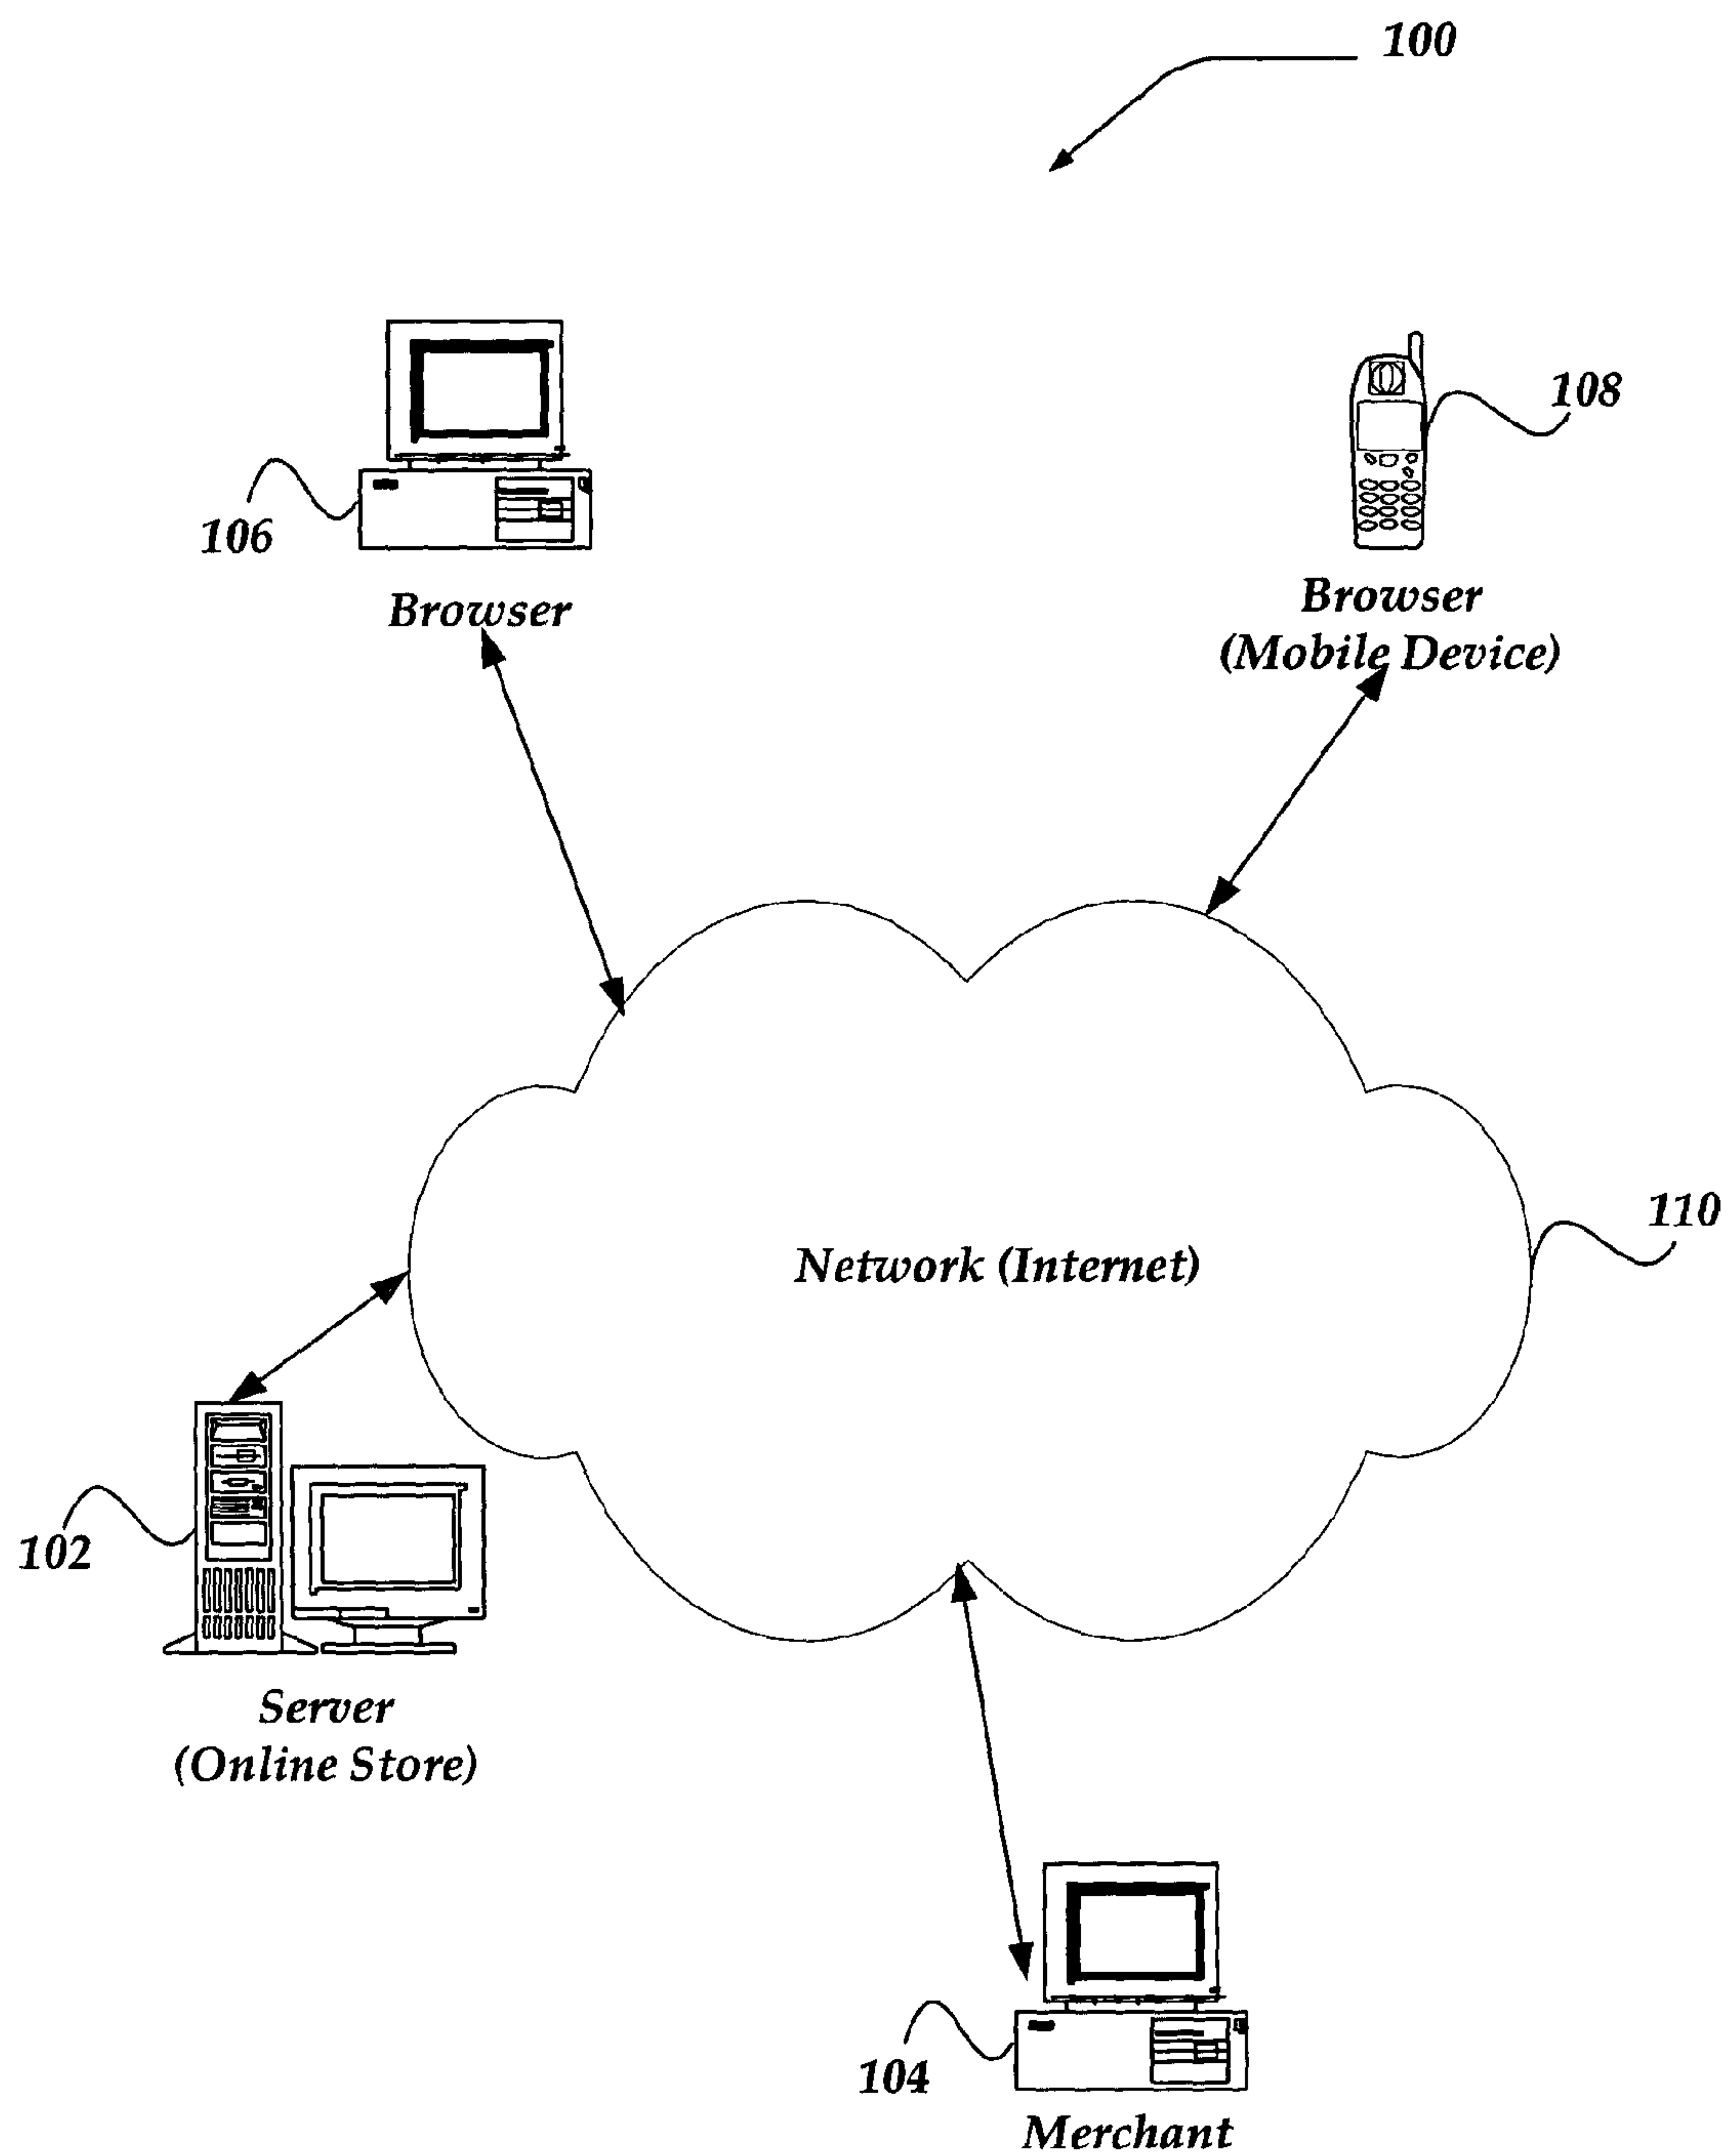 100
108
106
Browser
Browser
(Mobile Device)
110
Network (Internet)
102
Server
(Online Store)
104
Merchant